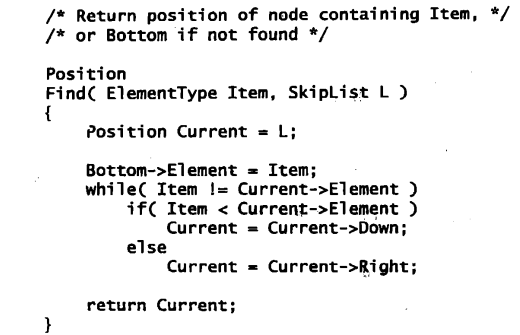 /* Return position of node containing Item, */
/* or Bottom if not found */

Position
Find( ElementType Item, SkipList L )
{
    Position Current = L;

    Bottom->Element = Item;
    while( Item != Current->Element )
        if( Item < Current->Element )
            Current = Current->Down;
        else
            Current = Current->Right;

    return Current;
}